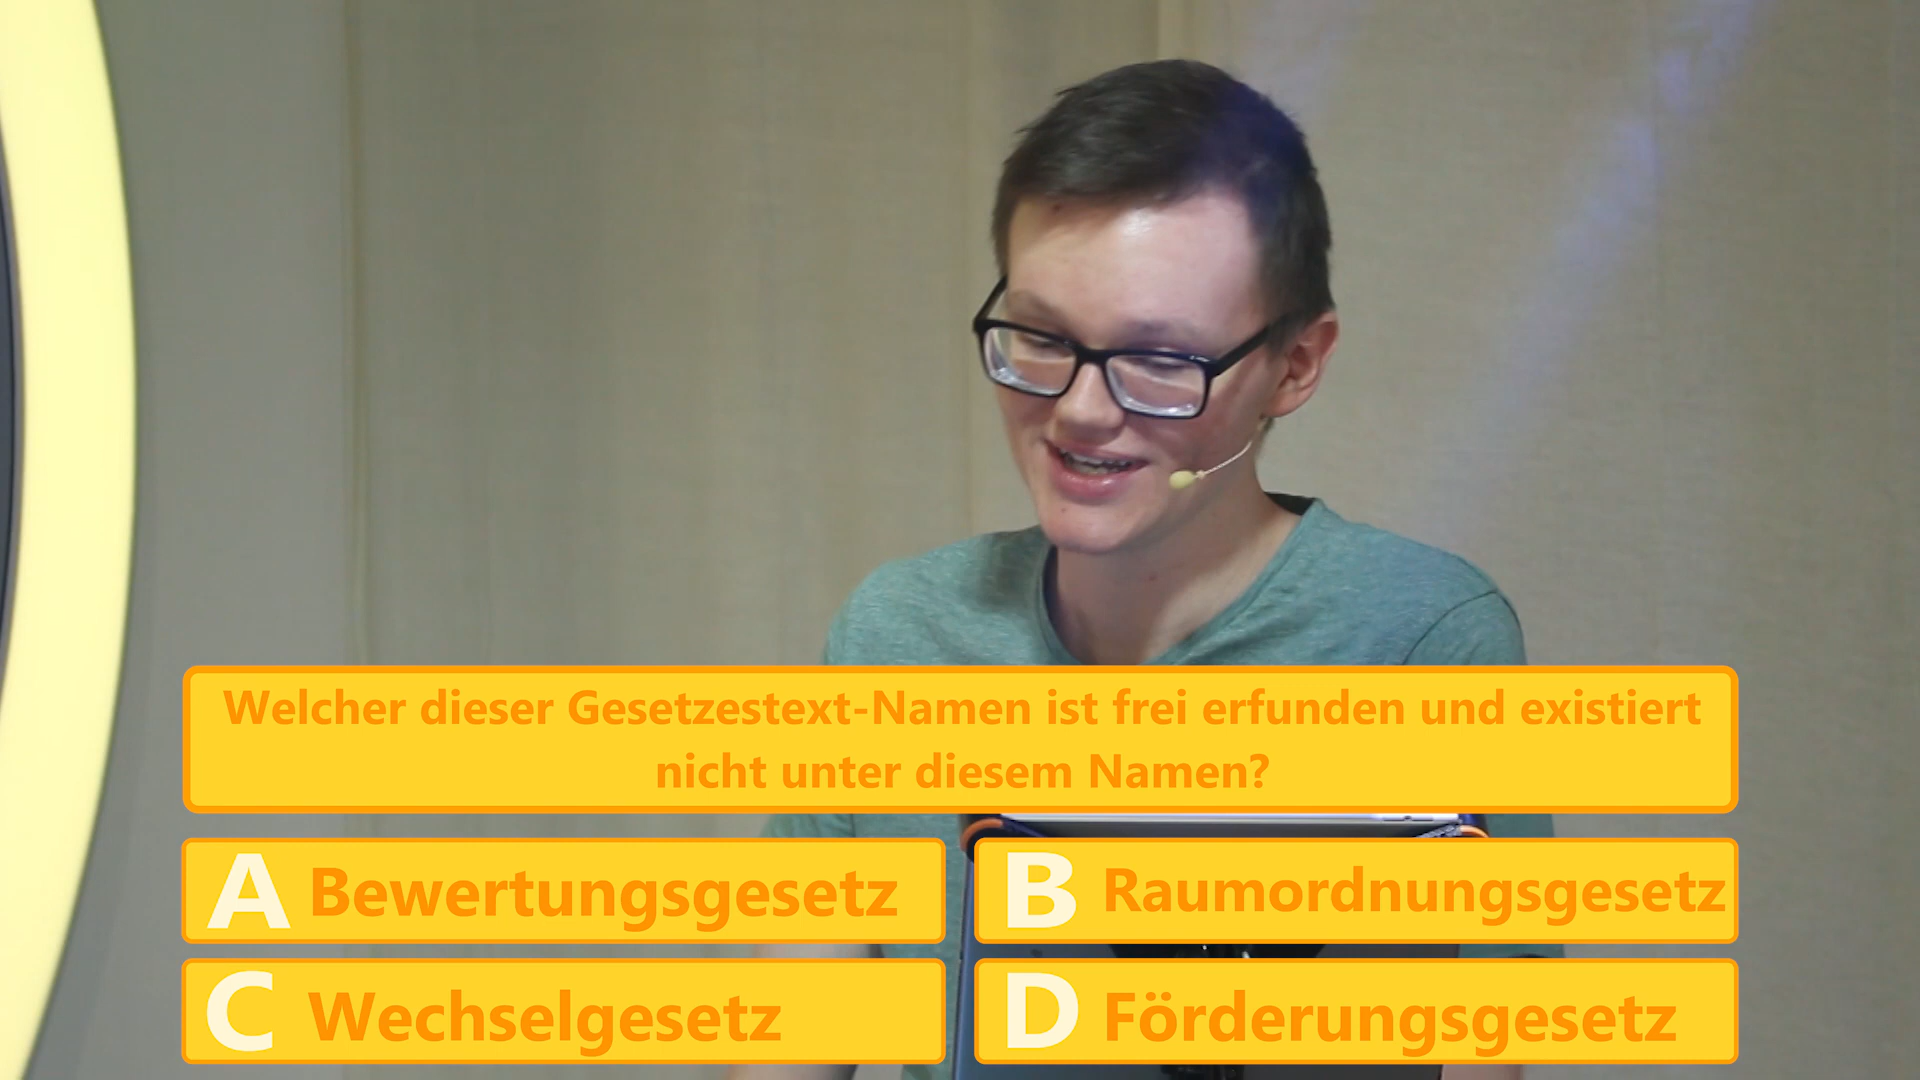 Welcher dieser Gesetzestext-Namen ist frei erfunden und existiert
nicht unter diesem Namen?
A Bewertungsgesetz
B Raumordnungsgesetz
C Wechselgesetz
D Förderungsgesetz